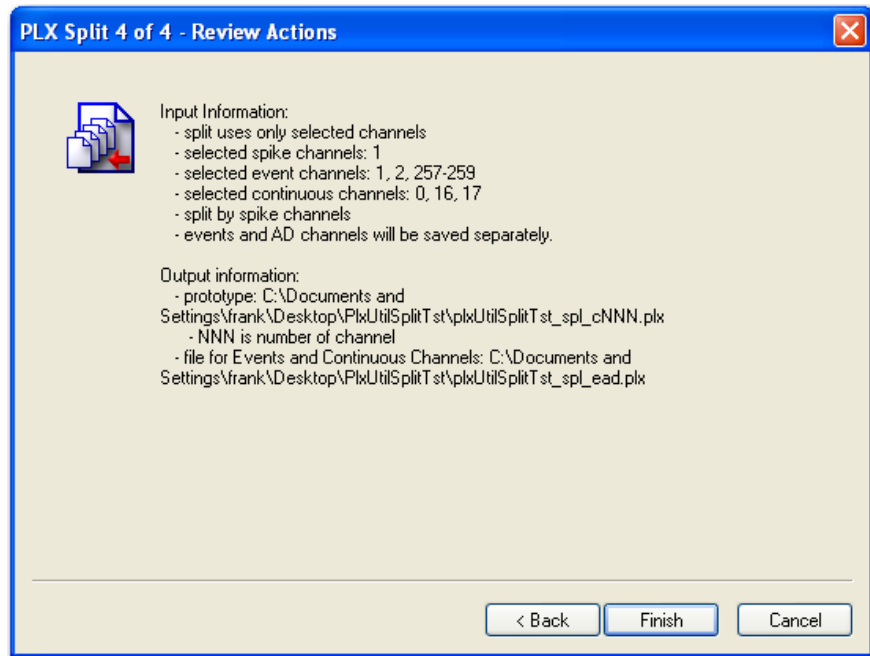 PLX Split 4 of 4 - Review Actions
Input Information:
- split uses only selected channels
- selected spike channels: 1
- selected event channels: 1, 2, 257-259
- selected continuous channels: 0, 16, 17
- split by spike channels
- events and AD channels will be saved separately.
Output information:
- prototype: C:\Documents and
Settings\frank\Desktop\PlxUtilSplitTst\plxUtilSplitTst_spl_cNNN.plx
- NNN is number of channel
- file for Events and Continuous Channels: C:\Documents and
Settings\frank\Desktop\PlxUtilSplitTst\plxUtilSplitTst_spl_ead.plx
< Back Finish Cancel